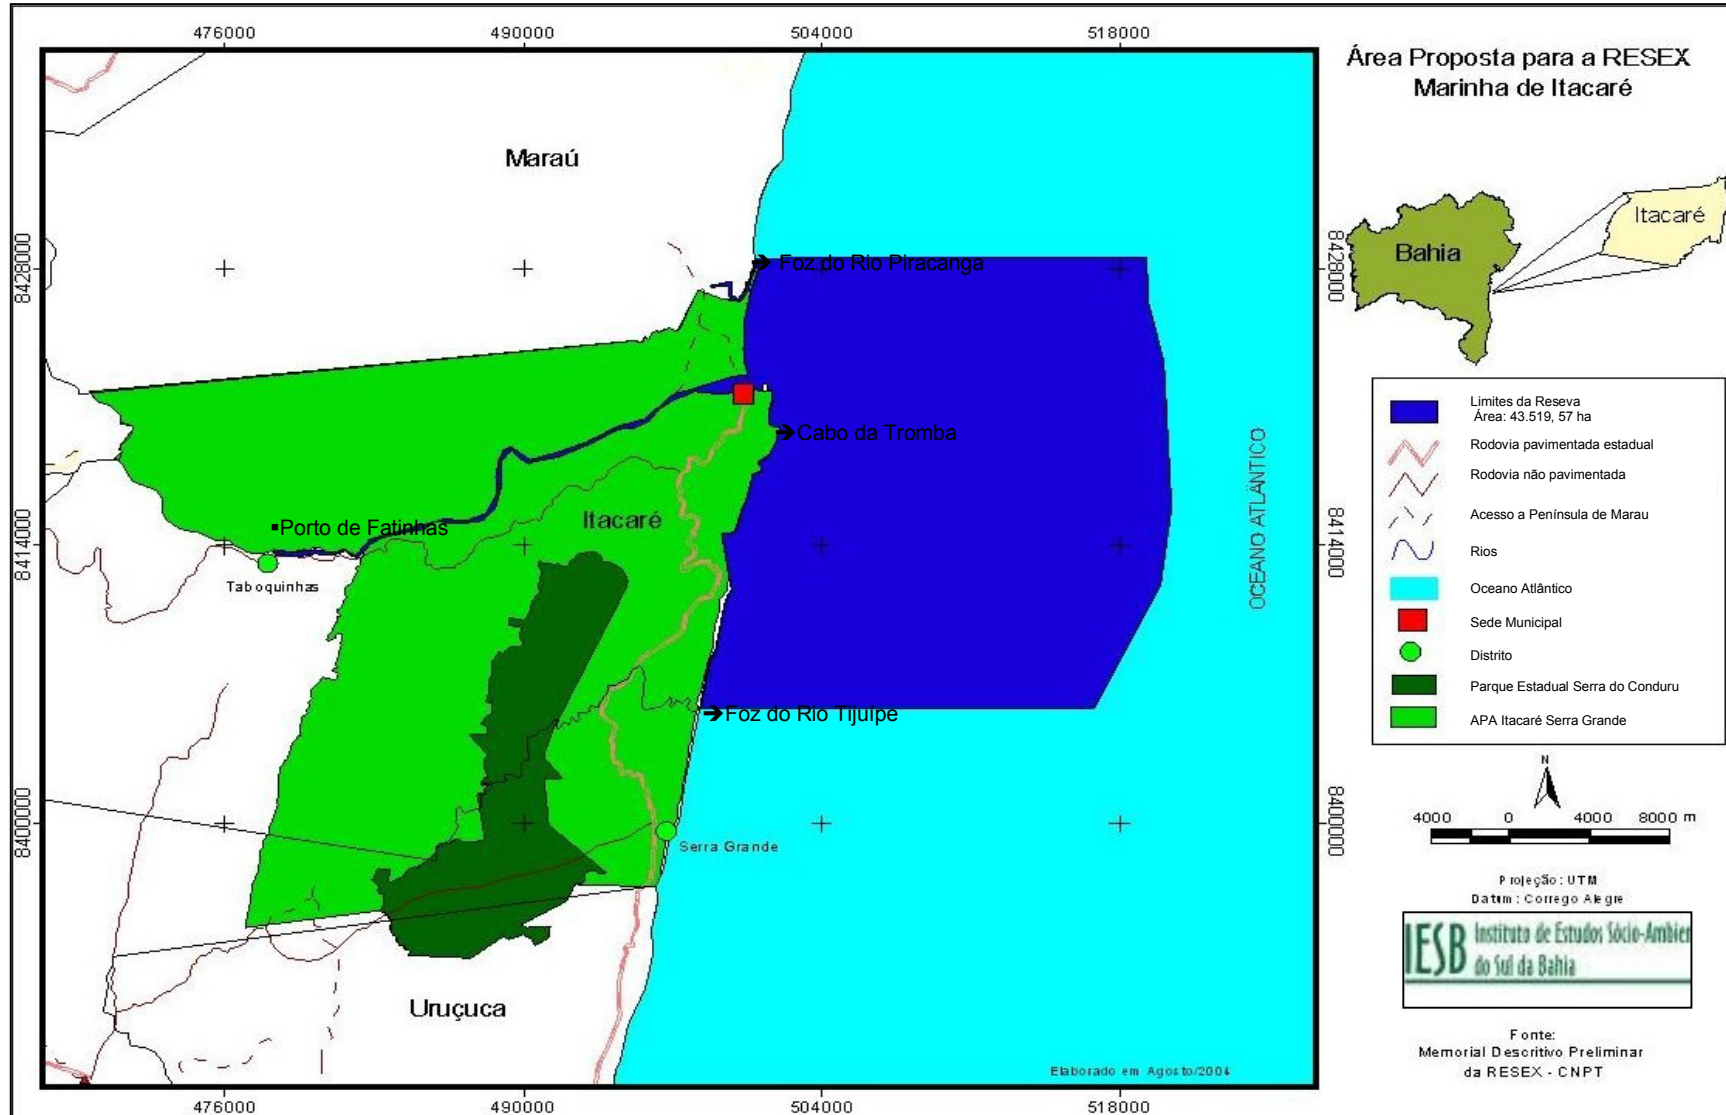 476000
490000
504000
518000
Área Proposta para a RESEX
Marinha de Itacaré
Maraú
Itacaré
Bahia
8428000
8428000
Foz do Rio Piracanga
Cabo da Tromba
OCEANO ATLÂNTICO
Porto de Fatinhas
Itacaré
8414000
8414000
Taboquinhas
Foz do Rio Tijuípe
8400000
8400000
Serra Grande
Uruçuca
Elaborado em Agosto/2004
476000
490000
504000
518000
Limites da Reseva
Área: 43.519, 57 ha
Rodovia pavimentada estadual
Rodovia não pavimentada
Acesso a Península de Marau
Rios
Oceano Atlântico
Sede Municipal
Distrito
Parque Estadual Serra do Conduru
APA Itacaré Serra Grande
N
4000 0 4000 8000 m
Projeção: UTM
Datum: Corrego Alegre
IESB Instituto de Estudos Sócio-Ambien
do Sul da Bahia
Fonte:
Memorial Descritivo Preliminar
da RESEX - CNPT